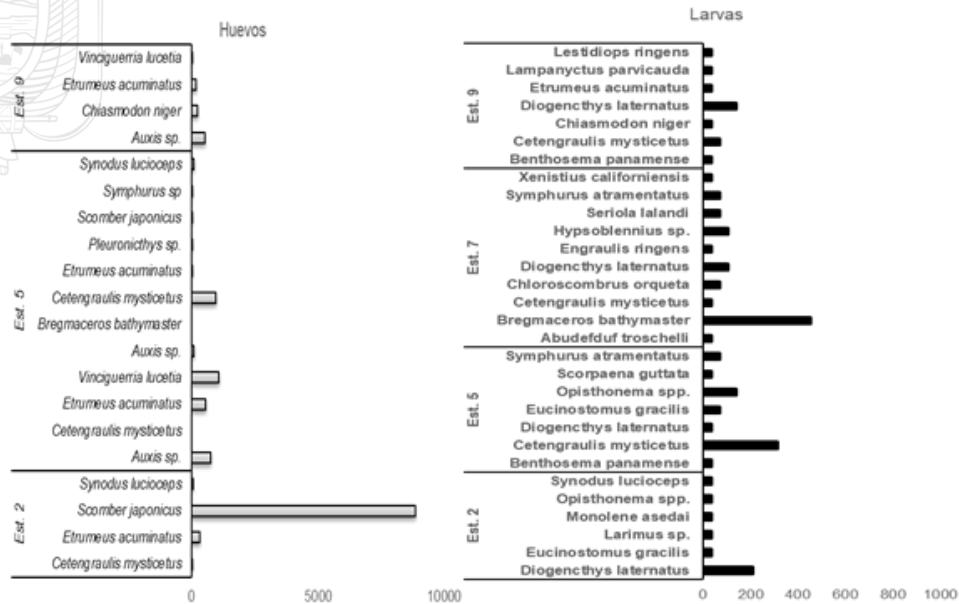 Huevos
Est. 9
Vinciguerria lucetia
Etrumeus acuminatus
Chiasmodon niger
Auxis sp.
Est. 5
Synodus lucioceps
Symphurus sp
Scomber japonicus
Pleuronicthys sp.
Etrumeus acuminatus
Cetengraulis mysticetus
Bregmaceros bathymaster
Auxis sp.
Vinciguerria lucetia
Etrumeus acuminatus
Cetengraulis mysticetus
Auxis sp.
Est. 2
Synodus lucioceps
Scomber japonicus
Etrumeus acuminatus
Cetengraulis mysticetus
0 5000 10000
Larvas
Est. 9
Lestidiops ringens
Lampanyctus parvicauda
Etrumeus acuminatus
Diogencthys laternatus
Chiasmodon niger
Cetengraulis mysticetus
Benthosema panamense
Est. 7
Xenistius californiensis
Symphurus atramentatus
Seriola lalandi
Hypsoblennius sp.
Engraulis ringens
Diogencthys laternatus
Chloroscombrus orqueta
Cetengraulis mysticetus
Bregmaceros bathymaster
Abudefduf troschelli
Est. 5
Symphurus atramentatus
Scorpaena guttata
Opisthonema spp.
Eucinostomus gracilis
Diogencthys laternatus
Cetengraulis mysticetus
Benthosema panamense
Est. 2
Synodus lucioceps
Opisthonema spp.
Monolene asedai
Larimus sp.
Eucinostomus gracilis
Diogencthys laternatus
0 200 400 600 800 1000